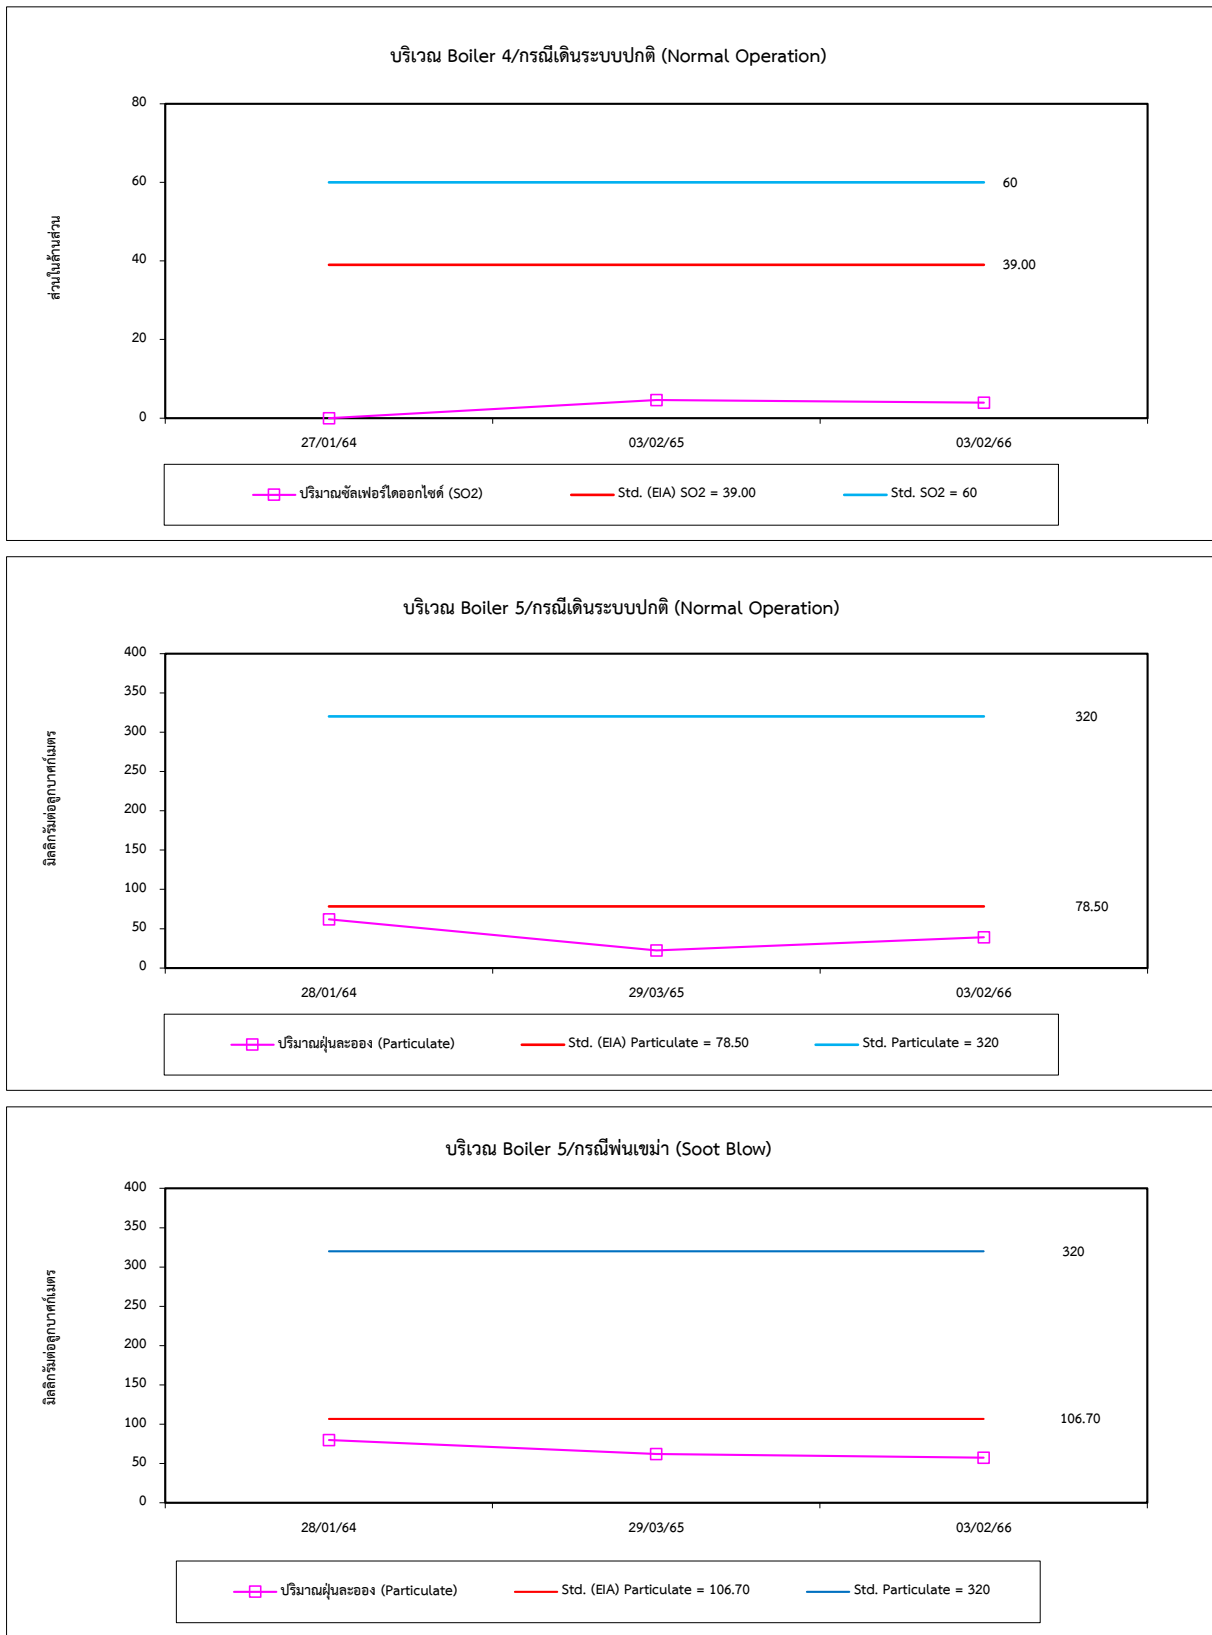 บริเวณ Boiler 4/กรณีเดินระบบปกติ (Normal Operation)
80
60
40
20
0
ส่วนในล้านส่วน
60
39.00
27/01/64 03/02/65 03/02/66
ปริมาณซัลเฟอร์ไดออกไซด์ (SO2) Std. (EIA) SO2 = 39.00 Std. SO2 = 60
บริเวณ Boiler 5/กรณีเดินระบบปกติ (Normal Operation)
400
350
300
250
200
150
100
50
0
มิลลิกรัมต่อลูกบาศก์เมตร
320
78.50
28/01/64 29/03/65 03/02/66
ปริมาณฝุ่นละออง (Particulate) Std. (EIA) Particulate = 78.50 Std. Particulate = 320
บริเวณ Boiler 5/กรณีพ่นเขม่า (Soot Blow)
400
350
300
250
200
150
100
50
0
มิลลิกรัมต่อลูกบาศก์เมตร
320
106.70
28/01/64 29/03/65 03/02/66
ปริมาณฝุ่นละออง (Particulate) Std. (EIA) Particulate = 106.70 Std. Particulate = 320